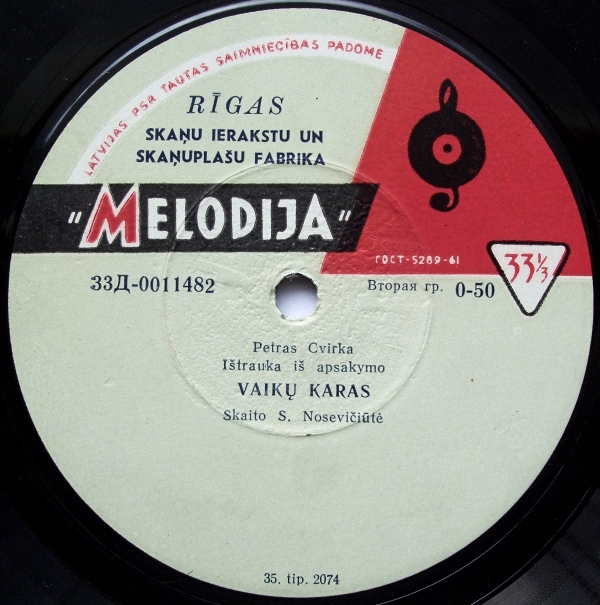 LATVIJAS PSR TAUTAS SAIMNIECĪBAS PADOME
RĪGAS
SKAŅU IERAKSTU UN
SKAŅUPLAŠU FABRIKA
"MELODIJA"
ГОСТ-5289-61
33⅓
33Д-0011482
Вторая гр. 0-50
Petras Cvirka
Ištrauka iš apsakymo
VAIKŲ KARAS
Skaito S. Nosevičiūtė
35. tip. 2074